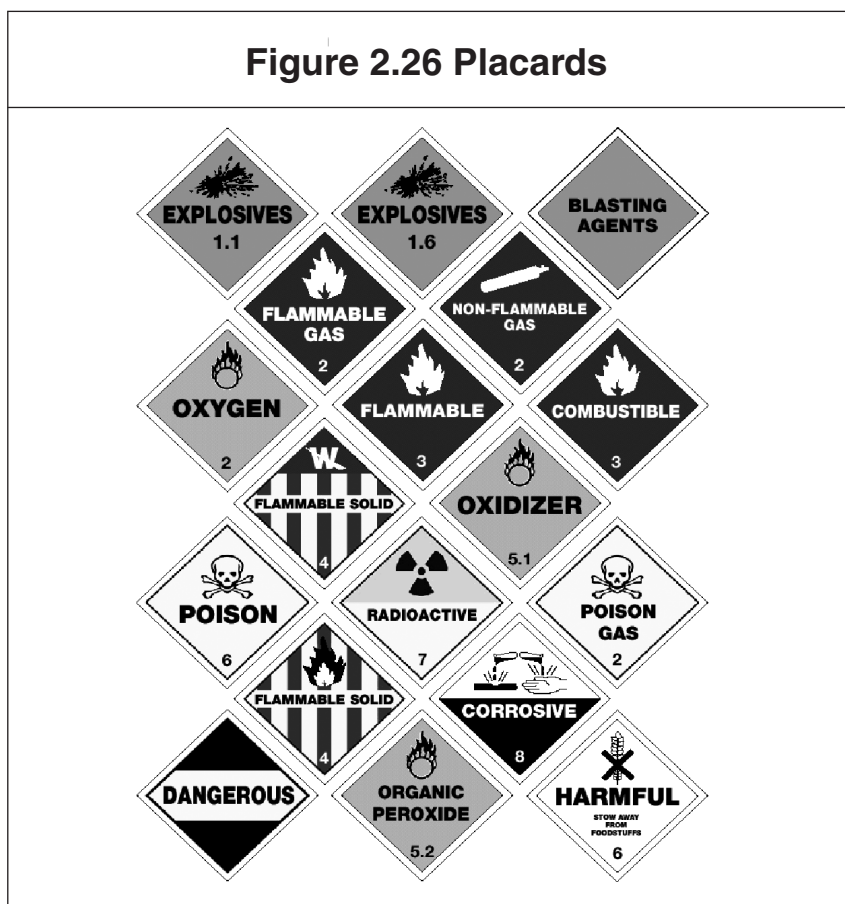 Figure 2.26 Placards
EXPLOSIVES
1.1
EXPLOSIVES
1.6
BLASTING
AGENTS
FLAMMABLE
GAS
2
NON-FLAMMABLE
GAS
2
OXYGEN
2
FLAMMABLE
3
COMBUSTIBLE
3
W
FLAMMABLE SOLID
4
OXIDIZER
5.1
POISON
6
RADIOACTIVE
7
POISON
GAS
2
FLAMMABLE SOLID
4
CORROSIVE
8
DANGEROUS
ORGANIC
PEROXIDE
5.2
HARMFUL
STOW AWAY
FROM
FOODSTUFFS
6